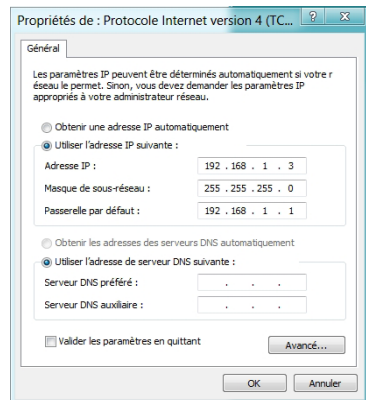 Propriétés de : Protocole Internet version 4 (TC...
Général
Les paramètres IP peuvent être déterminés automatiquement si votre r
éseau le permet. Sinon, vous devez demander les paramètres IP
appropriés à votre administrateur réseau.
Obtenir une adresse IP automatiquement
Utiliser l'adresse IP suivante :
Adresse IP : 192 . 168 . 1 . 3
Masque de sous-réseau : 255 . 255 . 255 . 0
Passerelle par défaut : 192 . 168 . 1 . 1
Obtenir les adresses des serveurs DNS automatiquement
Utiliser l'adresse de serveur DNS suivante :
Serveur DNS préféré : . . .
Serveur DNS auxiliaire : . . .
Valider les paramètres en quittant
Avancé...
OK Annuler